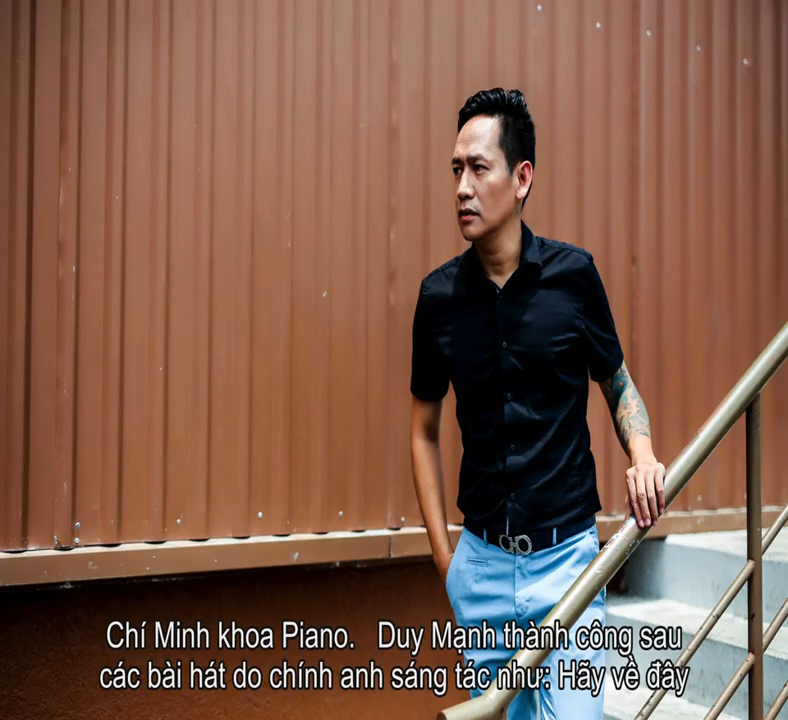 Chí Minh khoa Piano. Duy Mạnh thành công sau
các bài hát do chính anh sáng tác như: Hãy về đây